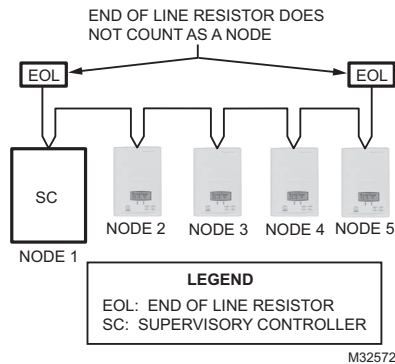 END OF LINE RESISTOR DOES
NOT COUNT AS A NODE
EOL
EOL
SC
NODE 2
NODE 3
NODE 4
NODE 5
NODE 1
LEGEND
EOL: END OF LINE RESISTOR
SC: SUPERVISORY CONTROLLER
M32572